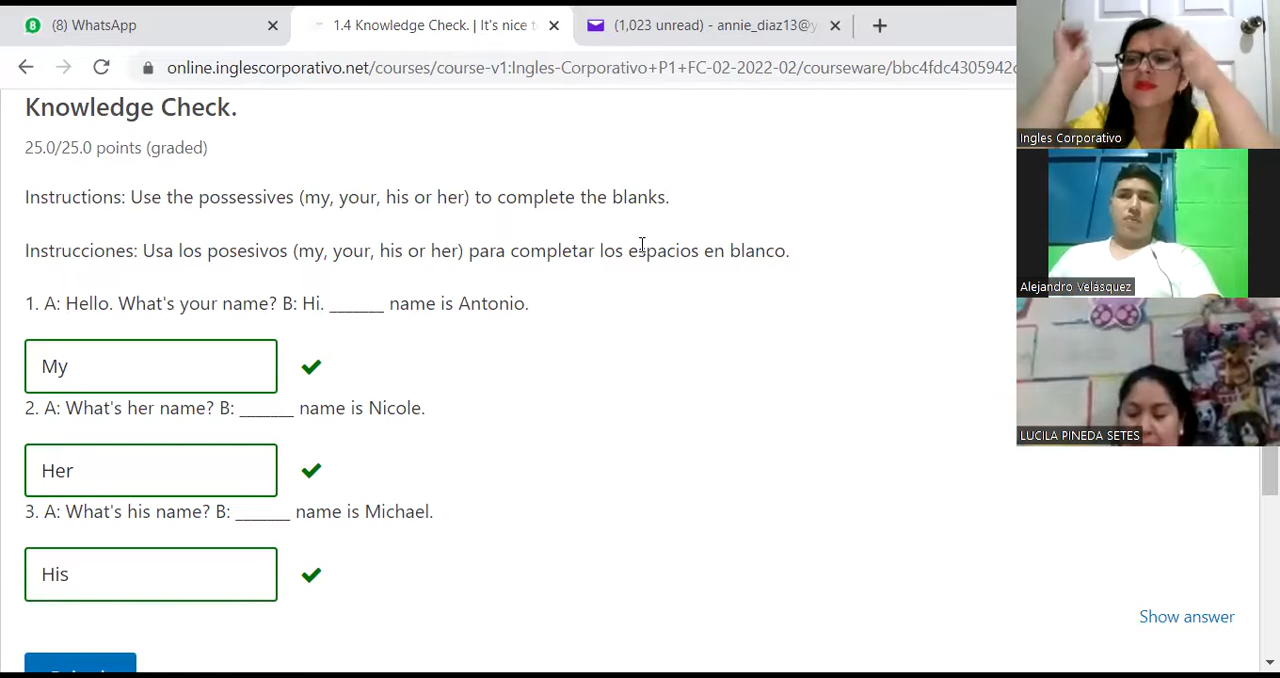 (8) WhatsApp
1.4 Knowledge Check. | It's nice t
(1,023 unread) - annie_diaz13@y
online.inglescorporativo.net/courses/course-v1:Ingles-Corporativo+P1+FC-02-2022-02/courseware/bbc4fdc4305942c
Knowledge Check.
25.0/25.0 points (graded)
Instructions: Use the possessives (my, your, his or her) to complete the blanks.
Instrucciones: Usa los posesivos (my, your, his or her) para completar los espacios en blanco.
1. A: Hello. What's your name? B: Hi. _______ name is Antonio.
My
2. A: What's her name? B: _______ name is Nicole.
Her
3. A: What's his name? B: _______ name is Michael.
His
Show answer
Ingles Corporativo
Alejandro Velásquez
LUCILA PINEDA SETES